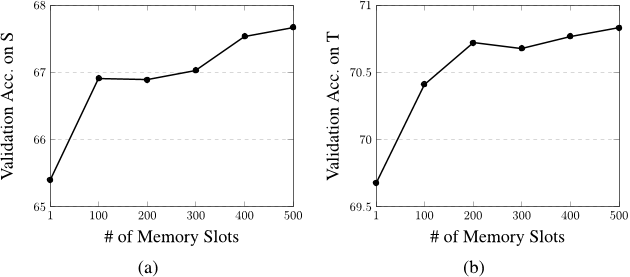 68
67
66
65
Validation Acc. on S
1 100 200 300 400 500
# of Memory Slots
(a)
71
70.5
70
69.5
Validation Acc. on T
1 100 200 300 400 500
# of Memory Slots
(b)